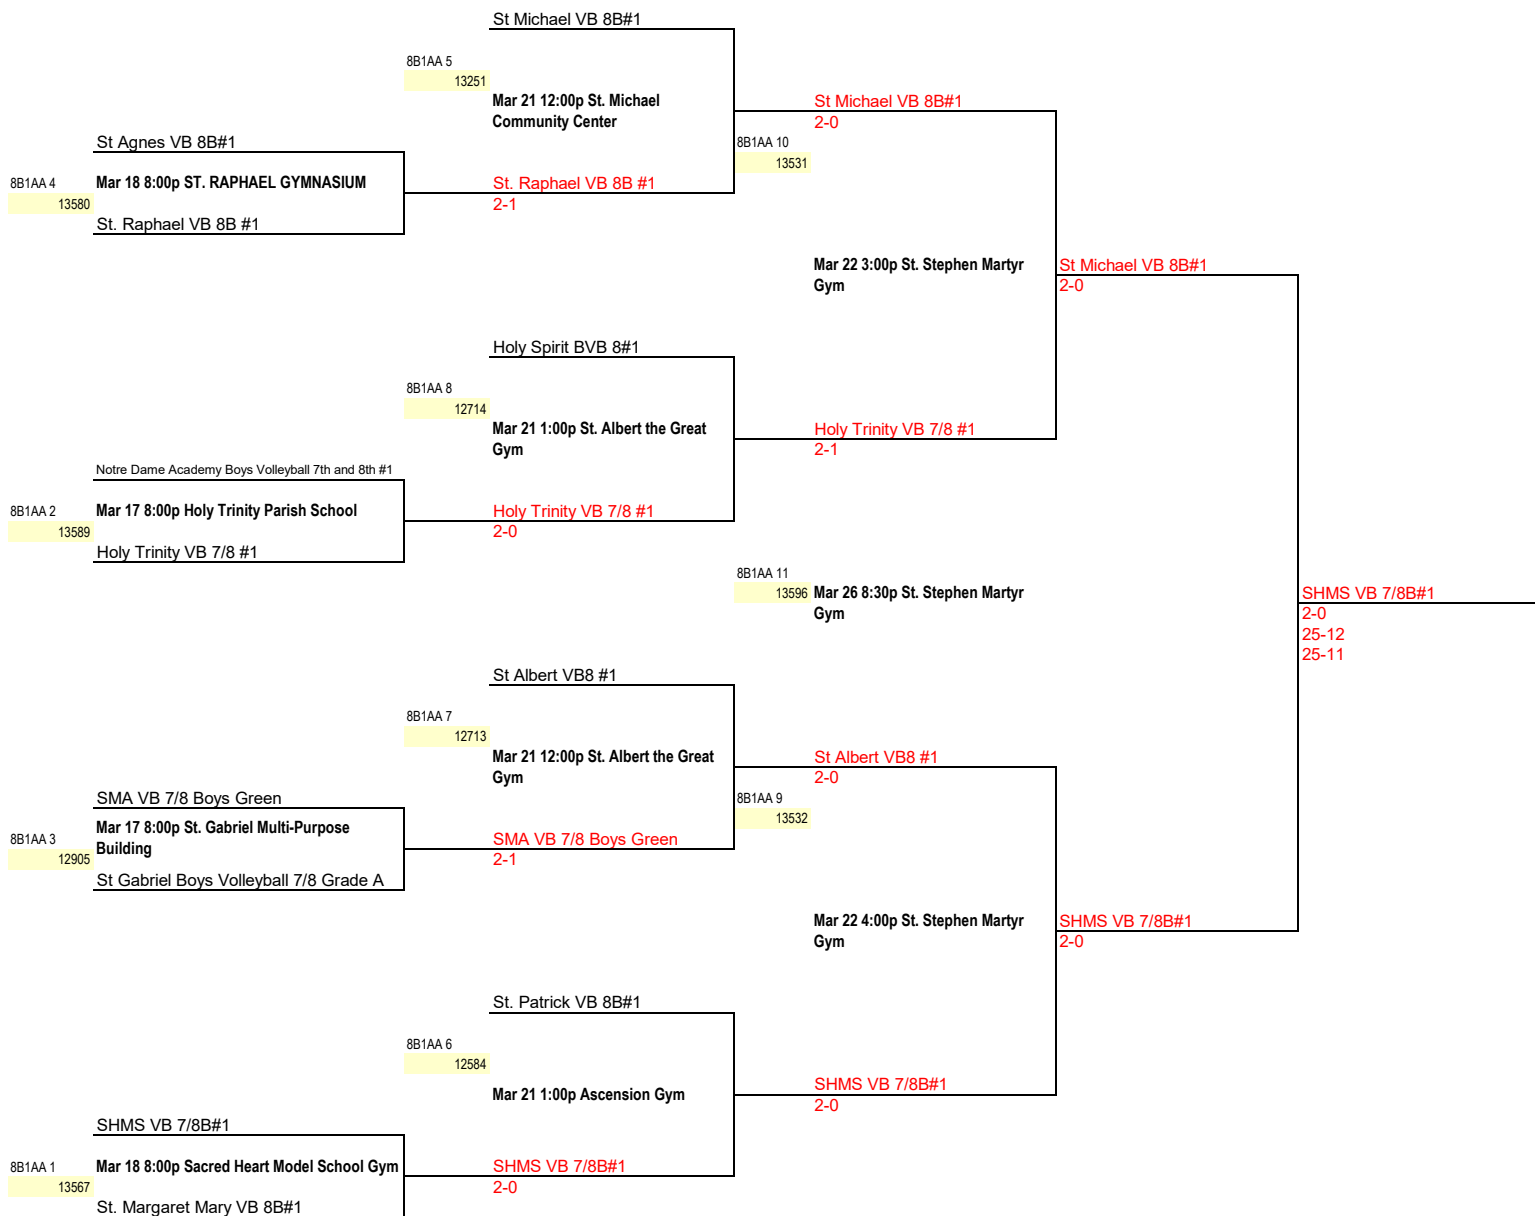 St Michael VB 8B#1
8B1AA 5
13251
Mar 21 12:00p St. Michael
Community Center
St Michael VB 8B#1
2-0
St Agnes VB 8B#1
8B1AA 10
13531
8B1AA 4
Mar 18 8:00p ST. RAPHAEL GYMNASIUM
13580
St. Raphael VB 8B #1
2-1
St. Raphael VB 8B #1
Mar 22 3:00p St. Stephen Martyr
Gym
St Michael VB 8B#1
2-0
Holy Spirit BVB 8#1
8B1AA 8
12714
Mar 21 1:00p St. Albert the Great
Gym
Holy Trinity VB 7/8 #1
2-1
Notre Dame Academy Boys Volleyball 7th and 8th #1
8B1AA 2
Mar 17 8:00p Holy Trinity Parish School
13589
Holy Trinity VB 7/8 #1
2-0
Holy Trinity VB 7/8 #1
8B1AA 11
13596
Mar 26 8:30p St. Stephen Martyr
Gym
SHMS VB 7/8B#1
2-0
25-12
25-11
St Albert VB8 #1
8B1AA 7
12713
Mar 21 12:00p St. Albert the Great
Gym
St Albert VB8 #1
2-0
SMA VB 7/8 Boys Green
8B1AA 9
13532
8B1AA 3
Mar 17 8:00p St. Gabriel Multi-Purpose
Building
12905
SMA VB 7/8 Boys Green
2-1
St Gabriel Boys Volleyball 7/8 Grade A
Mar 22 4:00p St. Stephen Martyr
Gym
SHMS VB 7/8B#1
2-0
St. Patrick VB 8B#1
8B1AA 6
12584
Mar 21 1:00p Ascension Gym
SHMS VB 7/8B#1
2-0
SHMS VB 7/8B#1
8B1AA 1
Mar 18 8:00p Sacred Heart Model School Gym
13567
SHMS VB 7/8B#1
2-0
St. Margaret Mary VB 8B#1